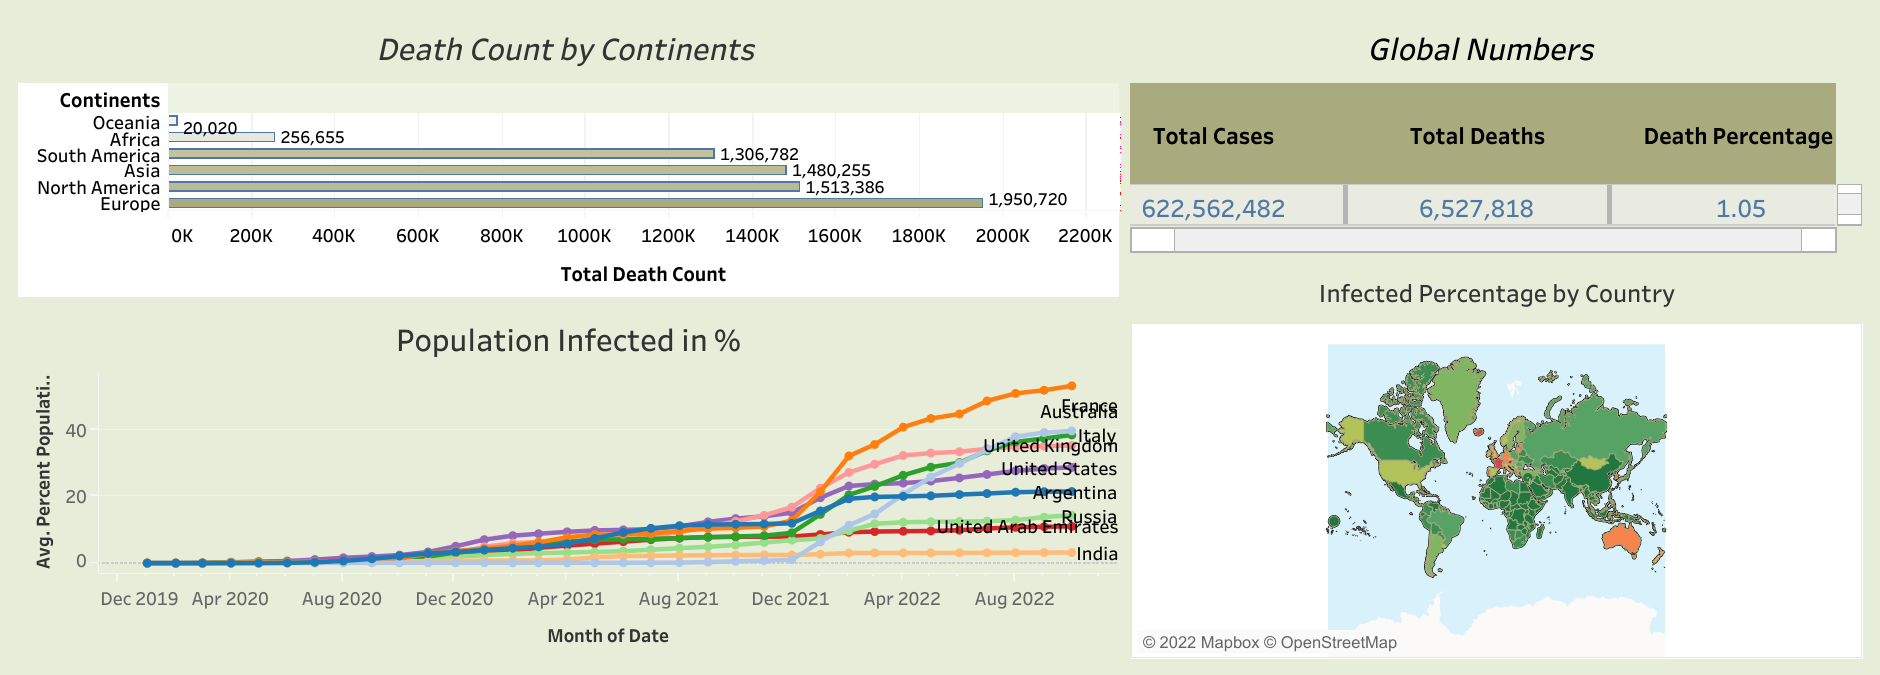 Death Count by Continents
Continents
Oceania
20,020
Africa
256,655
South America
1,306,782
Asia
1,480,255
North America
1,513,386
Europe
1,950,720
0K 200K 400K 600K 800K 1000K 1200K 1400K 1600K 1800K 2000K 2200K
Total Death Count
Global Numbers
Total Cases Total Deaths Death Percentage
622,562,482 6,527,818 1.05
Population Infected in %
Avg. Percent Populati..
40
20
0
France
Australia
Italy
United Kingdom
United States
Argentina
Russia
United Arab Emirates
India
Dec 2019 Apr 2020 Aug 2020 Dec 2020 Apr 2021 Aug 2021 Dec 2021 Apr 2022 Aug 2022
Month of Date
Infected Percentage by Country
© 2022 Mapbox © OpenStreetMap